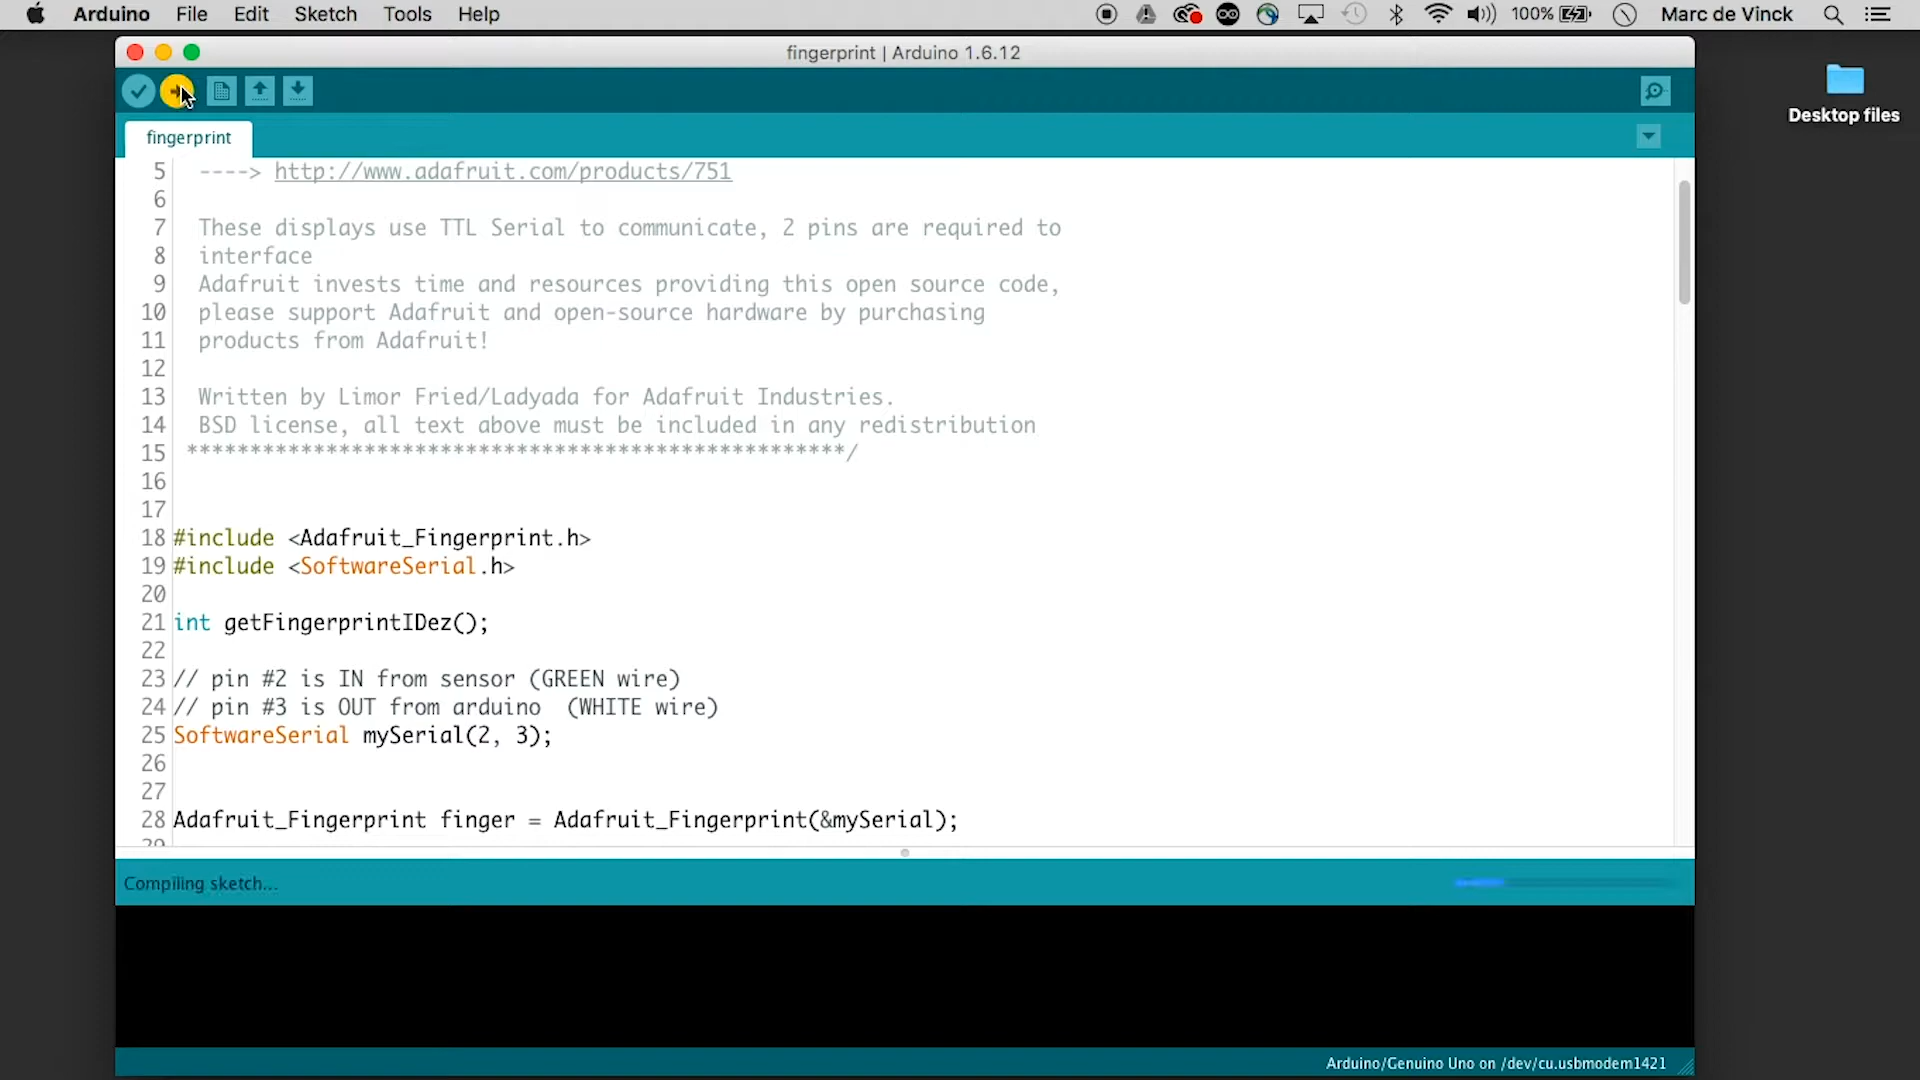 Arduino File Edit Sketch Tools Help 100% Marc de Vinck
fingerprint | Arduino 1.6.12
Desktop files
fingerprint
5 ----> http://www.adafruit.com/products/751
6
7 These displays use TTL Serial to communicate, 2 pins are required to
8 interface
9 Adafruit invests time and resources providing this open source code,
10 please support Adafruit and open-source hardware by purchasing
11 products from Adafruit!
12
13 Written by Limor Fried/Ladyada for Adafruit Industries.
14 BSD license, all text above must be included in any redistribution
15 ****************************************************/
16
17
18 #include <Adafruit_Fingerprint.h>
19 #include <SoftwareSerial.h>
20
21 int getFingerprintIDez();
22
23 // pin #2 is IN from sensor (GREEN wire)
24 // pin #3 is OUT from arduino  (WHITE wire)
25 SoftwareSerial mySerial(2, 3);
26
27
28 Adafruit_Fingerprint finger = Adafruit_Fingerprint(&mySerial);
29
Compiling sketch...
Arduino/Genuino Uno on /dev/cu.usbmodem1421